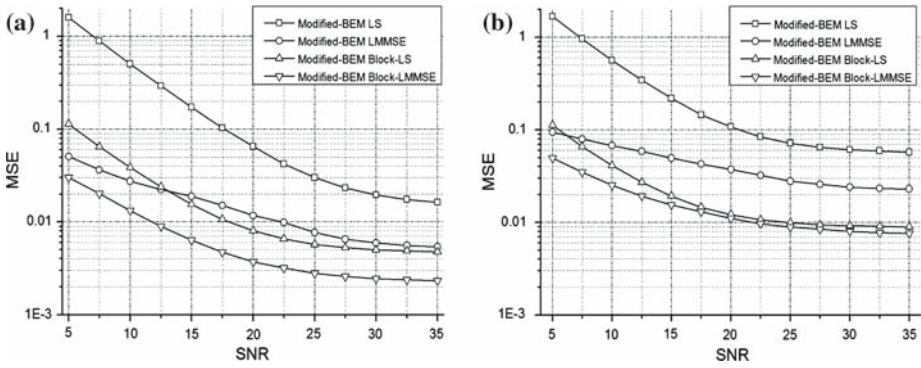 (a)
Modified-BEM LS
Modified-BEM LMMSE
Modified-BEM Block-LS
Modified-BEM Block-LMMSE
1
0.1
0.01
1E-3
MSE
5 10 15 20 25 30 35
SNR
(b)
Modified-BEM LS
Modified-BEM LMMSE
Modified-BEM Block-LS
Modified-BEM Block-LMMSE
1
0.1
0.01
1E-3
MSE
5 10 15 20 25 30 35
SNR